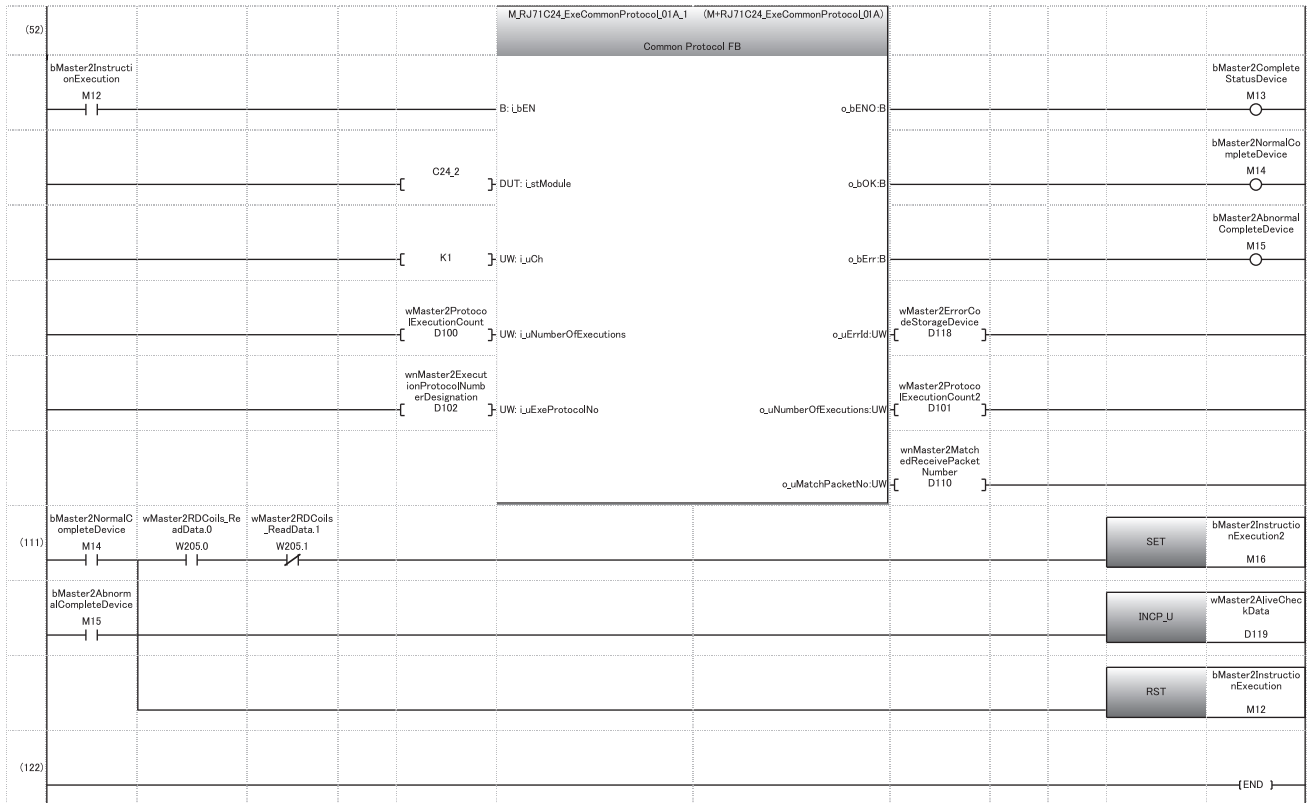 (52)
M_RJ71C24_ExeCommonProtocol_01A_1 (M+RJ71C24_ExeCommonProtocol_01A)
Common Protocol FB
bMaster2Instructi
onExecution
M12
B: i_bEN
o_bENO:B
bMaster2Complete
StatusDevice
M13
C24_2
DUT: i_stModule
o_bOK:B
bMaster2NormalCo
mpleteDevice
M14
K1
UW: i_uCh
o_bErr:B
bMaster2Abnormal
CompleteDevice
M15
wMaster2Protoco
lExecutionCount
D100
UW: i_uNumberOfExecutions
o_uErrId:UW
wMaster2ErrorCo
deStorageDevice
D118
wnMaster2Execut
ionProtocolNumb
erDesignation
D102
UW: i_uExeProtocolNo
o_uNumberOfExecutions:UW
wMaster2Protoco
lExecutionCount2
D101
o_uMatchPacketNo:UW
wnMaster2Match
edReceivePacket
Number
D110
(111)
bMaster2NormalC
ompleteDevice
M14
wMaster2RDCoils_Re
adData.0
W205.0
wMaster2RDCoils
_ReadData.1
W205.1
SET
bMaster2Instructio
nExecution2
M16
bMaster2Abnorm
alCompleteDevice
M15
INCP_U
wMaster2AliveChec
kData
D119
RST
bMaster2Instructio
nExecution
M12
(122)
END